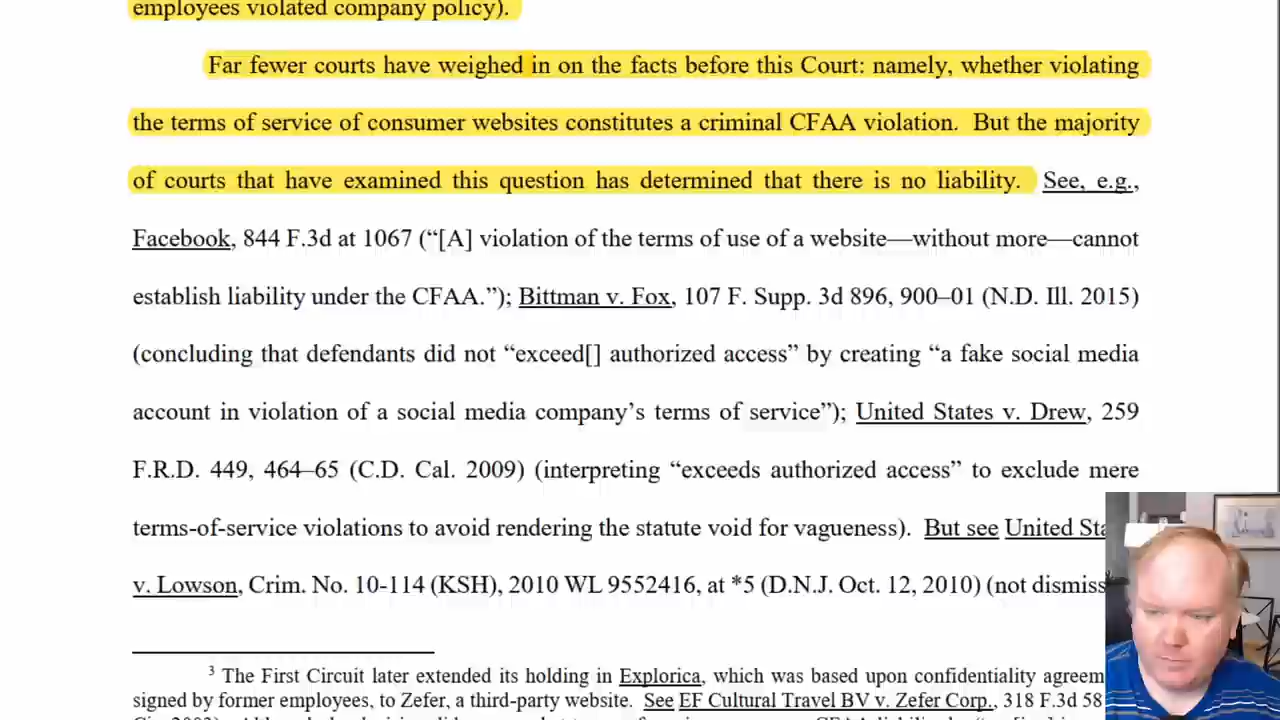 employees violated company policy).
Far fewer courts have weighed in on the facts before this Court: namely, whether violating
the terms of service of consumer websites constitutes a criminal CFAA violation.  But the majority
of courts that have examined this question has determined that there is no liability.  See, e.g.,
Facebook, 844 F.3d at 1067 (“[A] violation of the terms of use of a website—without more—cannot
establish liability under the CFAA.”); Bittman v. Fox, 107 F. Supp. 3d 896, 900–01 (N.D. Ill. 2015)
(concluding that defendants did not “exceed[] authorized access” by creating “a fake social media
account in violation of a social media company’s terms of service”); United States v. Drew, 259
F.R.D. 449, 464–65 (C.D. Cal. 2009) (interpreting “exceeds authorized access” to exclude mere
terms-of-service violations to avoid rendering the statute void for vagueness).  But see United
v. Lowson, Crim. No. 10-114 (KSH), 2010 WL 9552416, at *5 (D.N.J. Oct. 12, 2010) (not
3 The First Circuit later extended its holding in Explorica, which was based upon confidentiality
signed by former employees, to Zefer, a third-party website.  See EF Cultural Travel BV v. Zefer Corp., 318 F.3d